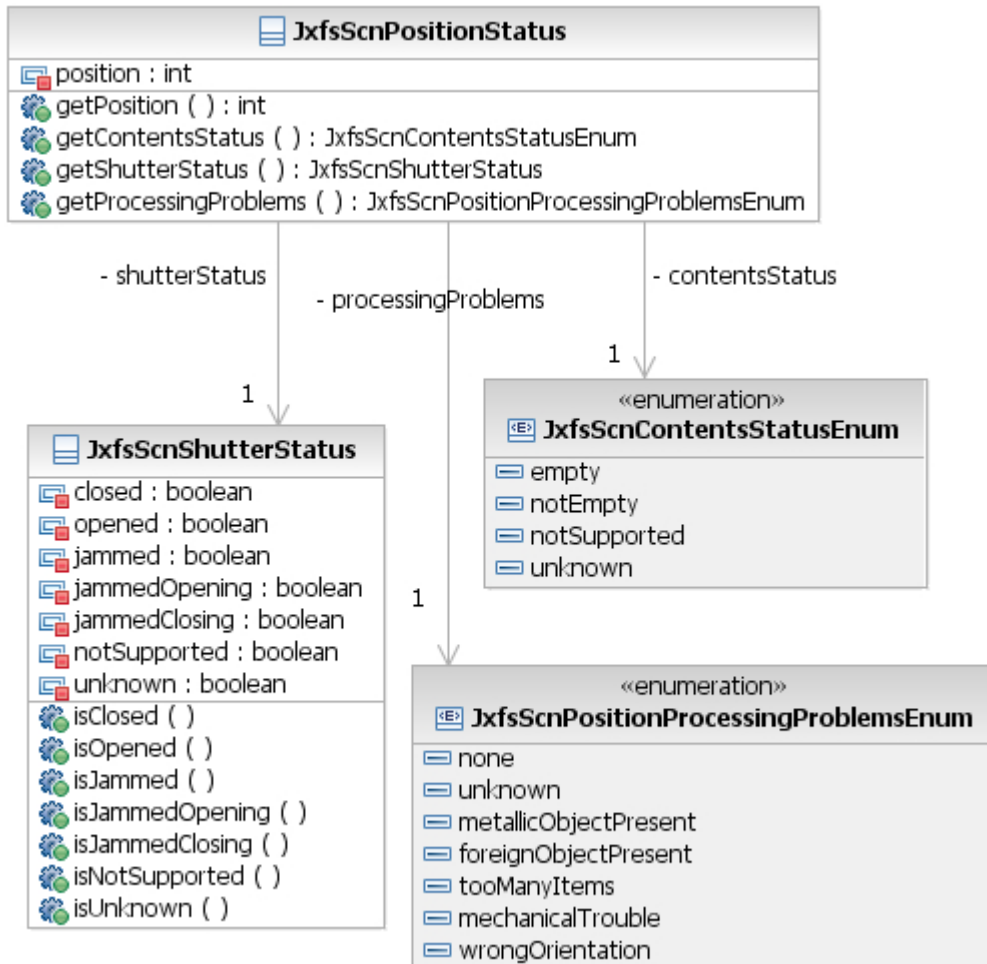 JxfsScnPositionStatus
position : int
getPosition ( ) : int
getContentsStatus ( ) : JxfsScnContentsStatusEnum
getShutterStatus ( ) : JxfsScnShutterStatus
getProcessingProblems ( ) : JxfsScnPositionProcessingProblemsEnum
- shutterStatus
- processingProblems
- contentsStatus
1
1
1
JxfsScnShutterStatus
closed : boolean
opened : boolean
jammed : boolean
jammedOpening : boolean
jammedClosing : boolean
notSupported : boolean
unknown : boolean
isClosed ( )
isOpened ( )
isJammed ( )
isJammedOpening ( )
isJammedClosing ( )
isNotSupported ( )
isUnknown ( )
«enumeration»
<E> JxfsScnContentsStatusEnum
empty
notEmpty
notSupported
unknown
«enumeration»
<E> JxfsScnPositionProcessingProblemsEnum
none
unknown
metallicObjectPresent
foreignObjectPresent
tooManyItems
mechanicalTrouble
wrongOrientation